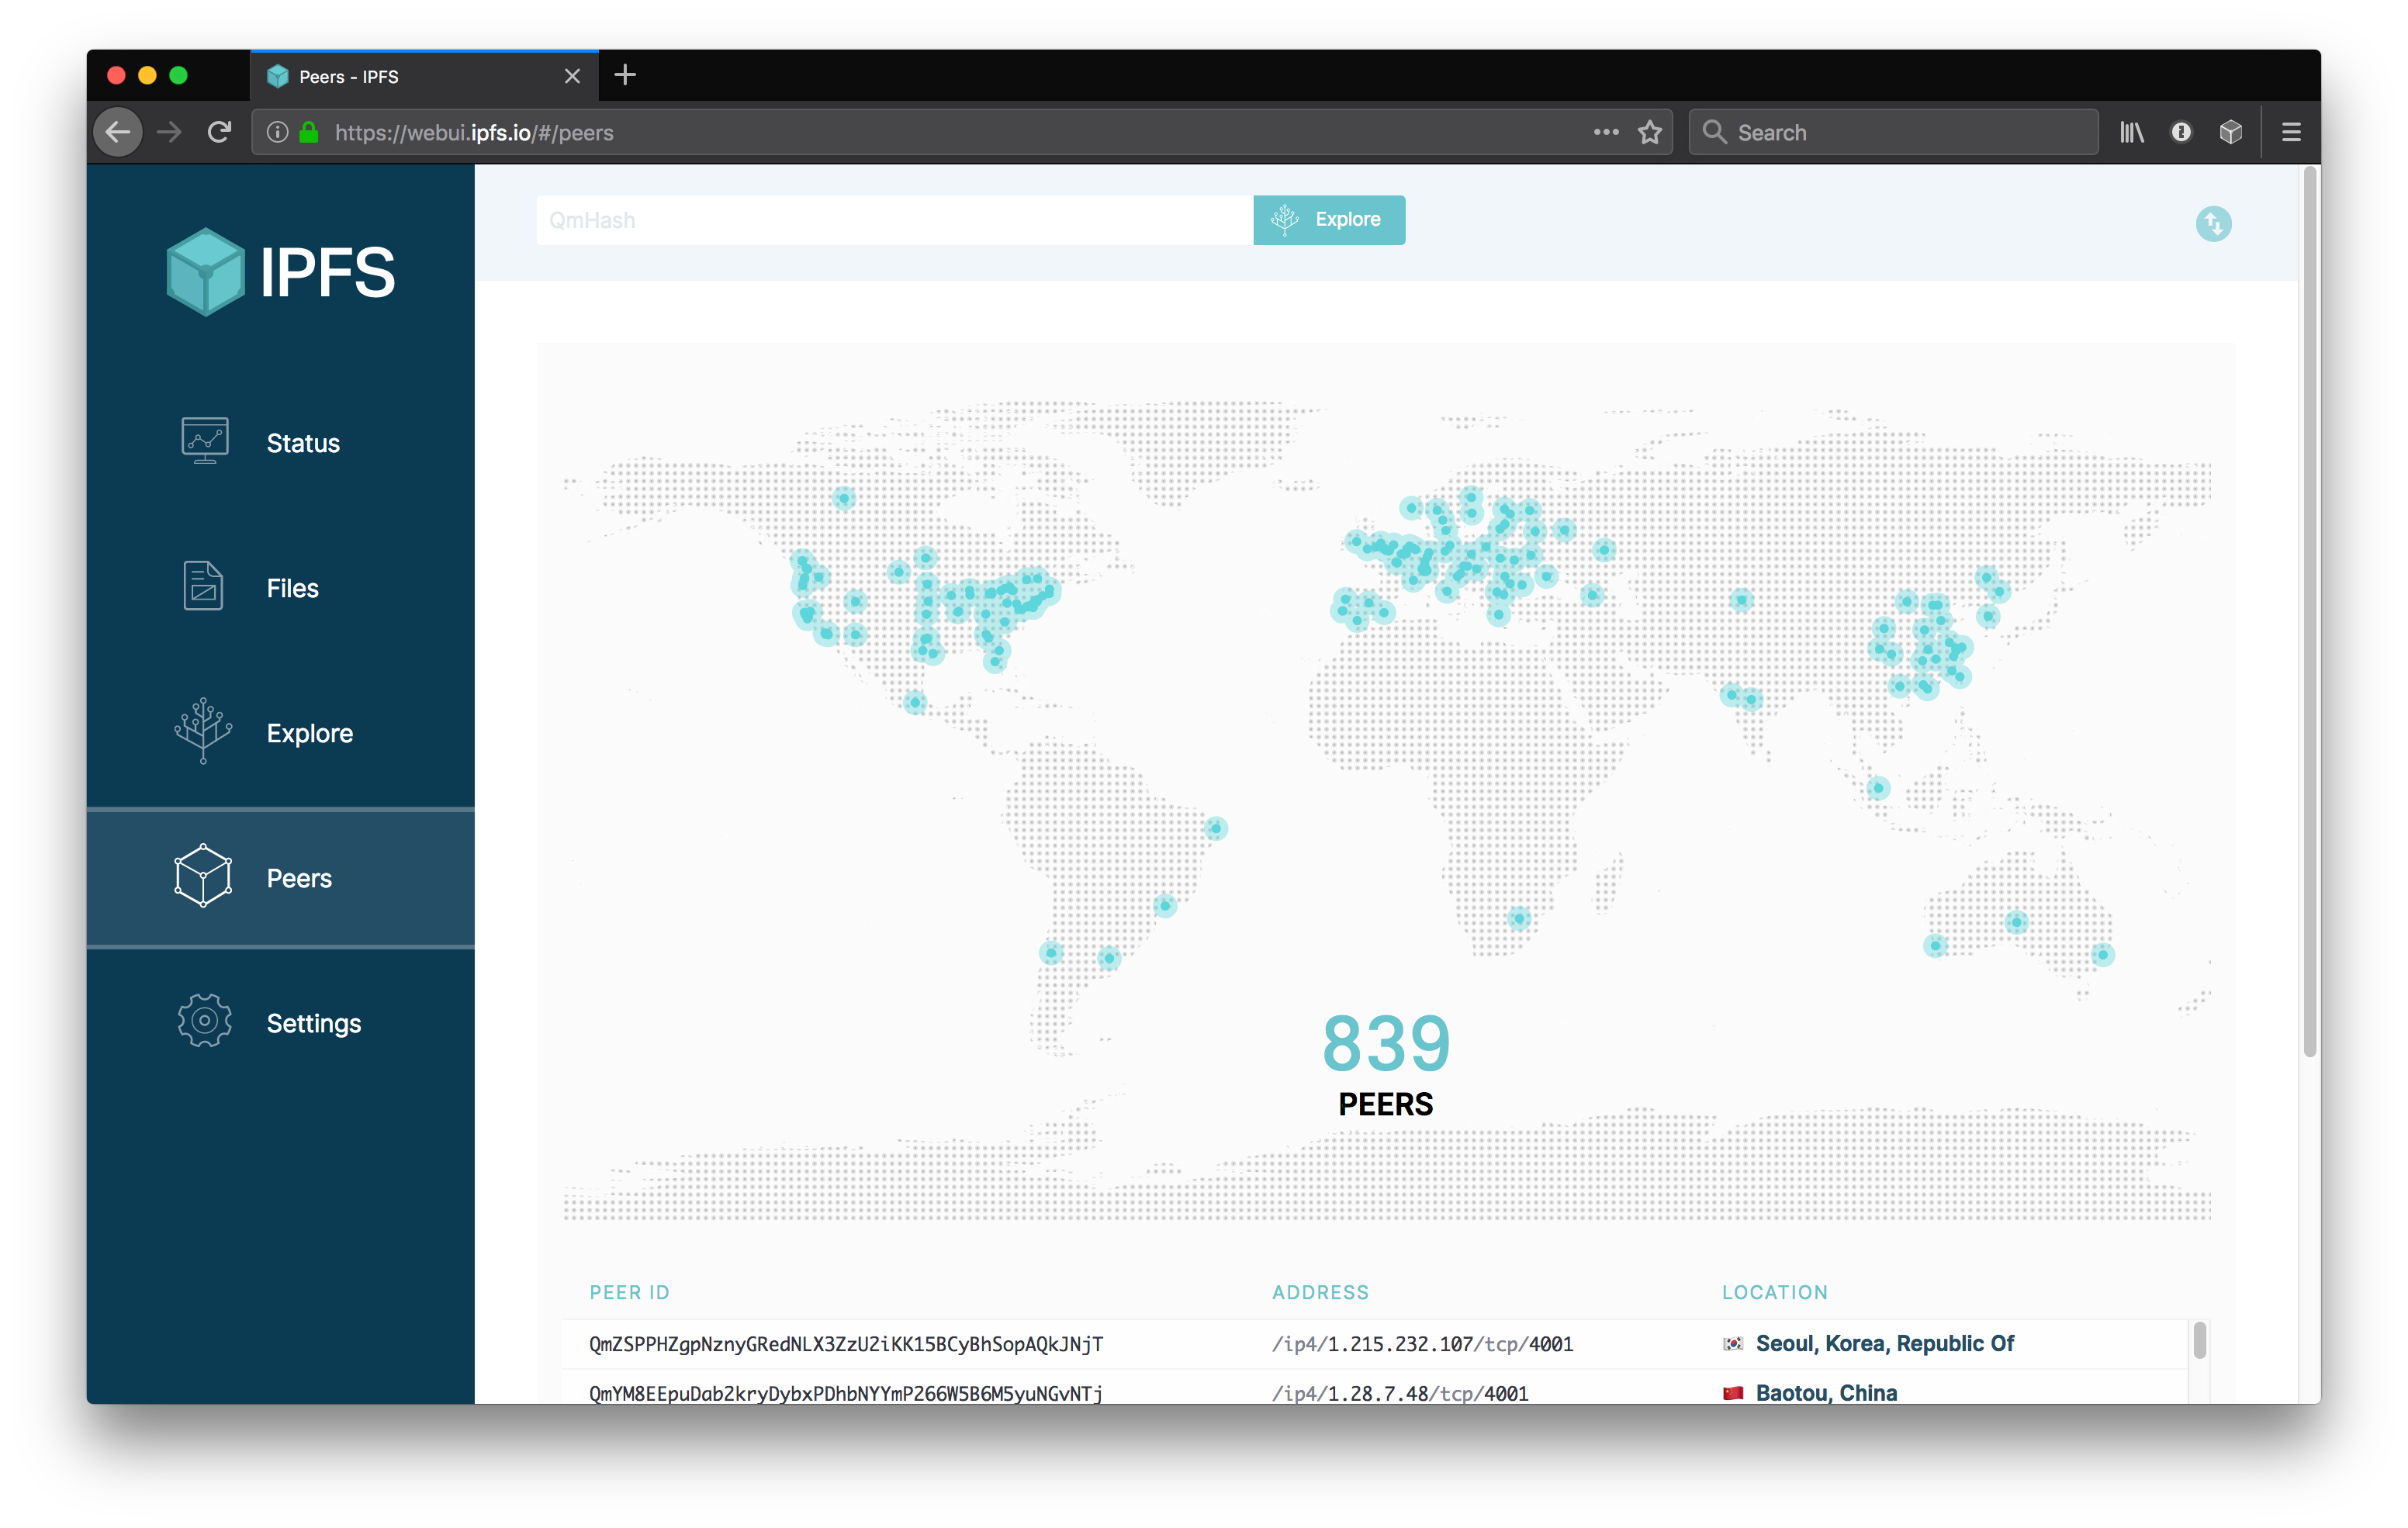 Peers - IPFS
https://webui.ipfs.io/#/peers
Search
IPFS
QmHash
Explore
Status
Files
Explore
Peers
Settings
839
PEERS
PEER ID ADDRESS LOCATION
QmZSPPHZgpNznyGRedNLX3ZzU2iKK15BCyBhSopAQkJNjT /ip4/1.215.232.107/tcp/4001 Seoul, Korea, Republic Of
QmYM8EEpuDab2kryDybxPDhbNYYmP266W5B6M5yuNGvNTj /ip4/1.28.7.48/tcp/4001 Baotou, China